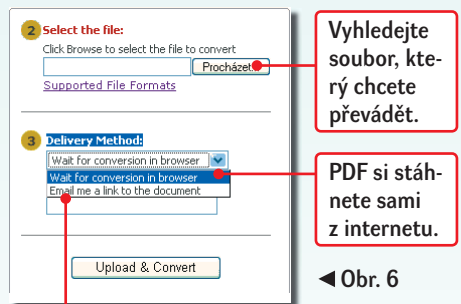 2 Select the file:
Click Browse to select the file to convert
Procházet...
Supported File Formats
3 Delivery Method:
Wait for conversion in browser
Wait for conversion in browser
Email me a link to the document
Upload & Convert
Vyhledejte
soubor, kte-
rý chcete
převádět.
PDF si stáh-
nete sami
z internetu.
◄ Obr. 6